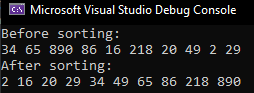 Microsoft Visual Studio Debug Console
Before sorting:
34 65 890 86 16 218 20 49 2 29
After sorting:
2 16 20 29 34 49 65 86 218 890